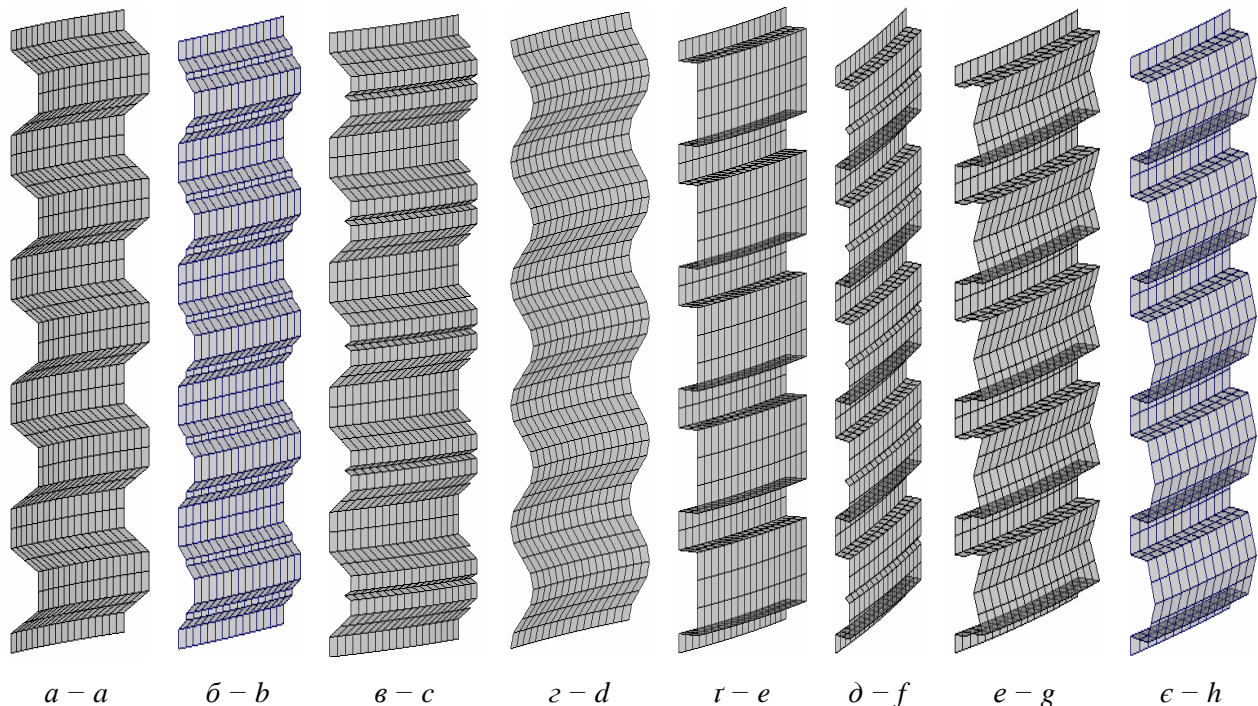 а – a б – b в – c г – d ґ – e д – f е – g є – h